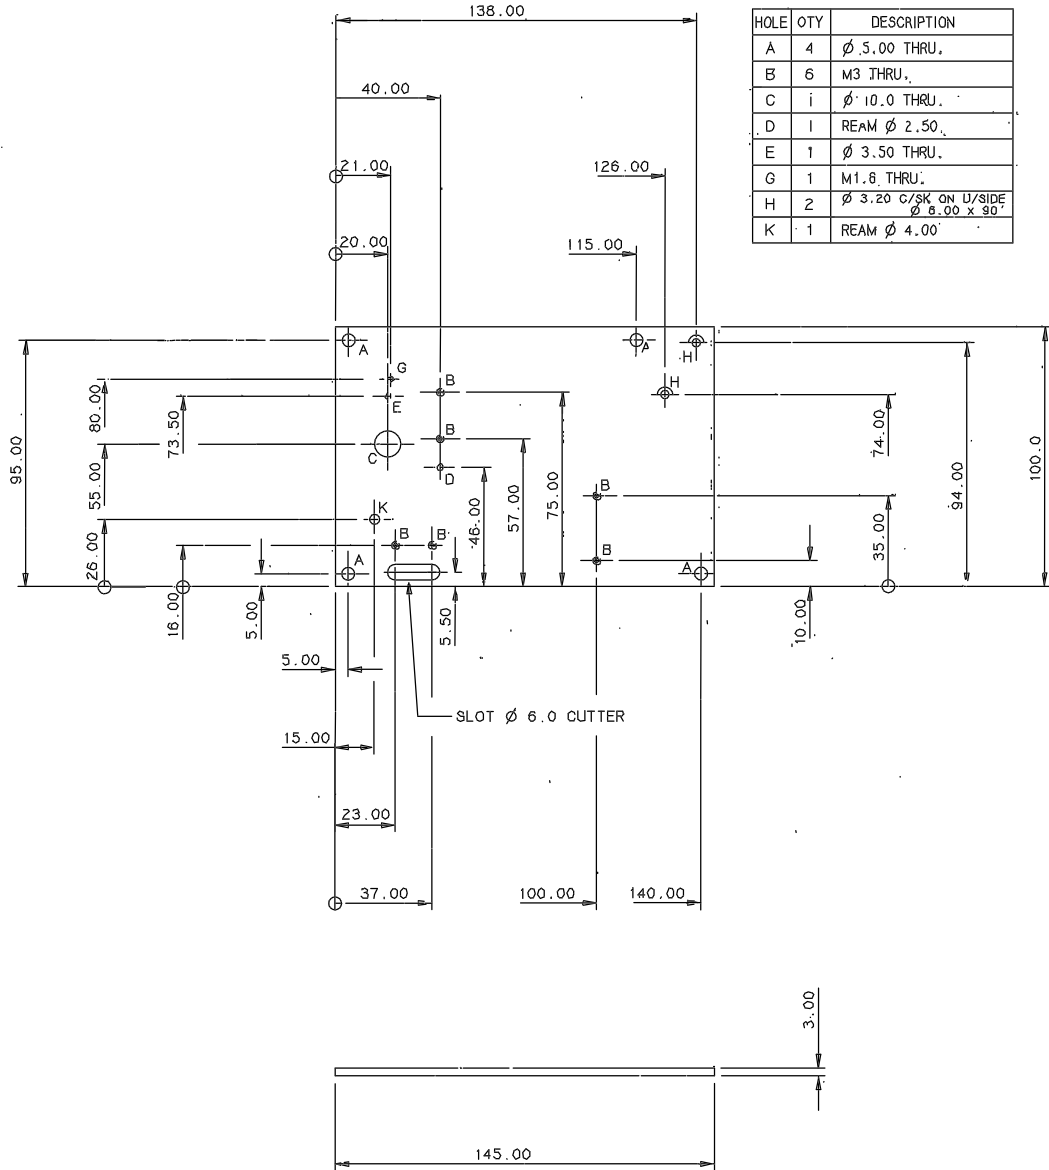 138.00
HOLE QTY DESCRIPTION
A 4 Ø 5.00 THRU.
B 6 M3 THRU.
C 1 Ø 10.0 THRU.
D 1 REAM Ø 2.50.
E 1 Ø 3.50 THRU.
G 1 M1.6 THRU.
H 2 Ø 3.20 C/SK ON U/SIDE
Ø 6.00 x 90°
K 1 REAM Ø 4.00
40.00
21.00
126.00
20.00
115.00
A
A
H
G
B
H
E
B
C
D
B
K
B
B
B
A
A
95.00
80.00
73.50
55.00
26.00
16.00
5.00
46.00
57.00
75.00
5.50
74.00
94.00
100.0
35.00
10.00
5.00
SLOT Ø 6.0 CUTTER
15.00
23.00
37.00
100.00
140.00
3.00
145.00